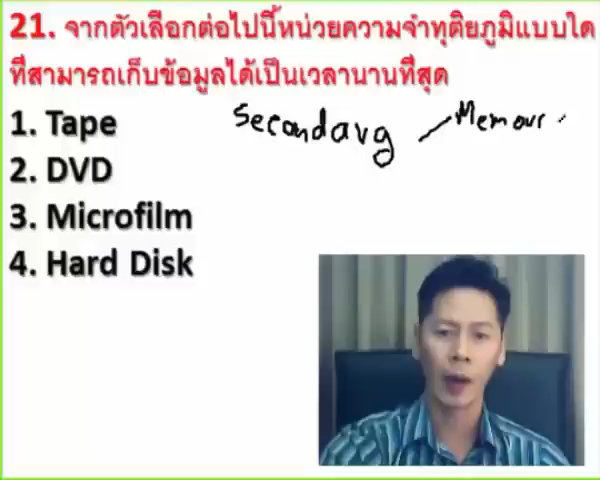 21. จากตัวเลือกต่อไปนี้หน่วยความจำทุติยภูมิแบบใด
ที่สามารถเก็บข้อมูลได้เป็นเวลานานที่สุด
1. Tape
2. DVD
3. Microfilm
4. Hard Disk
Secondary
Memour